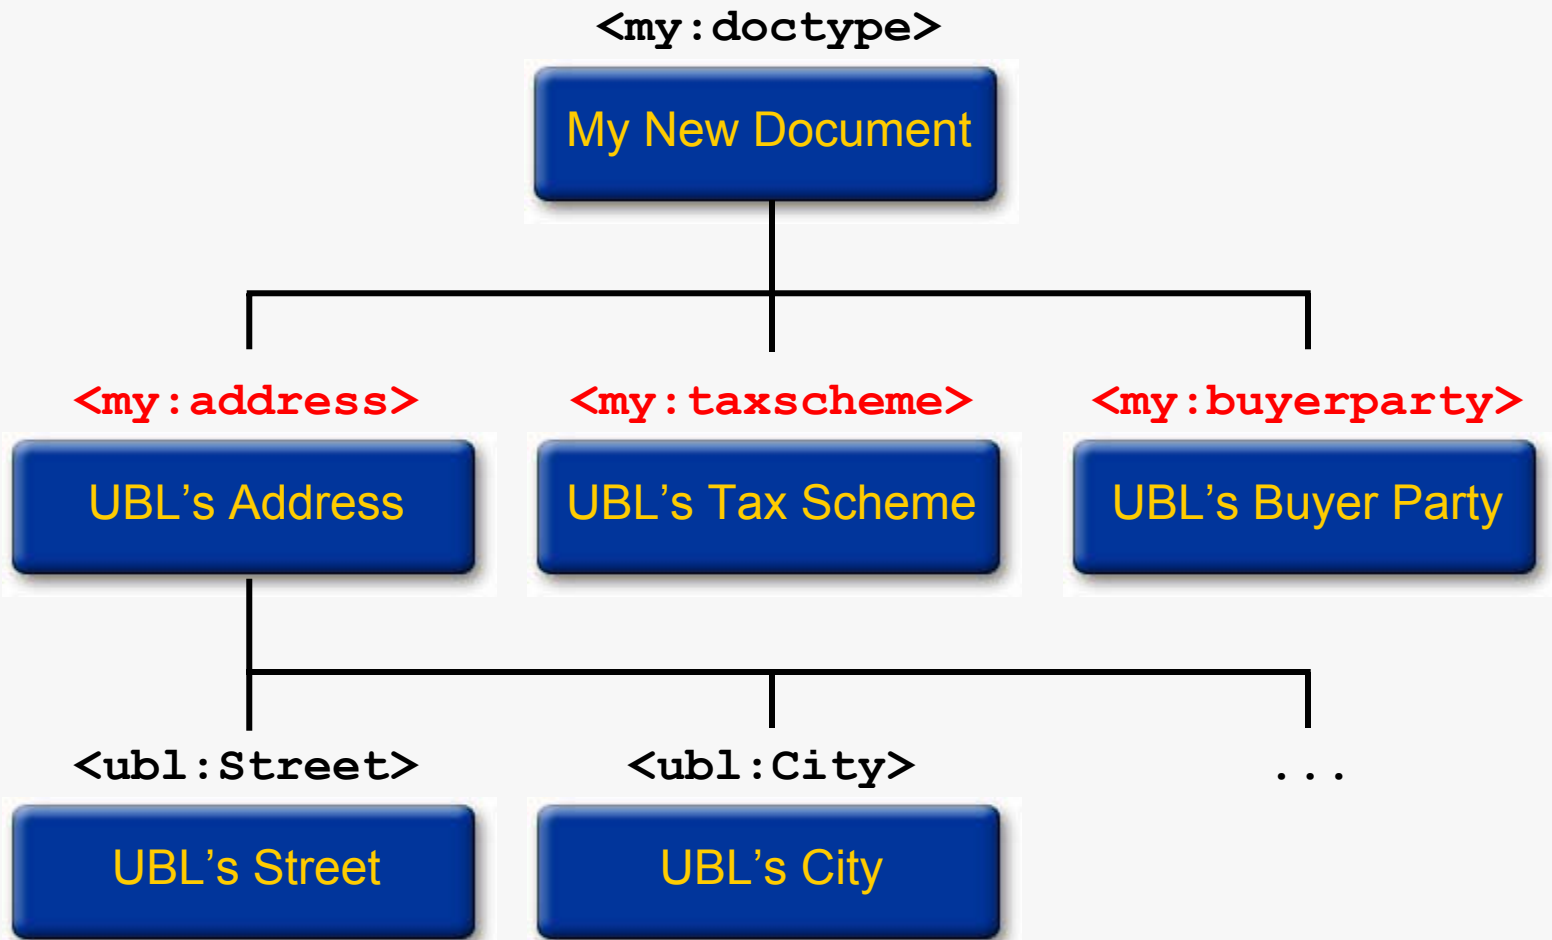 <my:doctype>
My New Document
<my:address> <my:taxscheme> <my:buyerparty>
UBL’s Address UBL’s Tax Scheme UBL’s Buyer Party
<ubl:Street> <ubl:City> ...
UBL’s Street UBL’s City